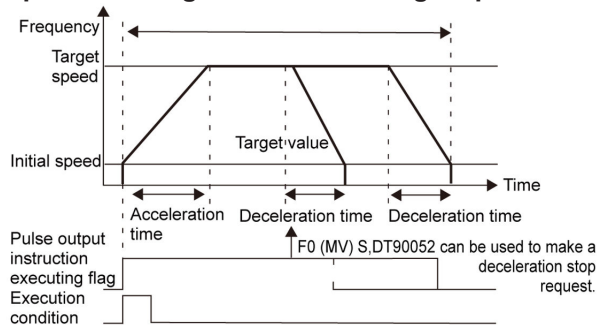 Frequency
Target
speed
Target value
Initial speed
Time
Acceleration
time
Deceleration time
Deceleration time
Pulse output
instruction
executing flag
F0 (MV) S,DT90052 can be used to make a
deceleration stop
request.
Execution
condition